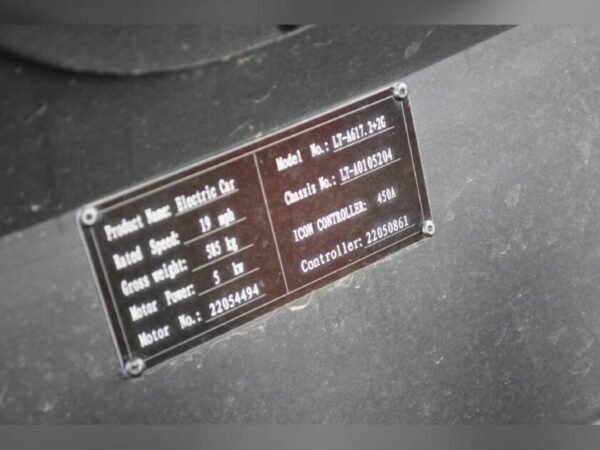 Product Name: Electric Car
Rated Speed: 19 mph
Gross weight: 585 kg
Motor Power: 5 kw
Motor No.: 22054494
Model No.: LT-A617.2+2G
Chassis No.: LT-A0105204
ICON CONTROLLER: 450A
Controller: 22050861